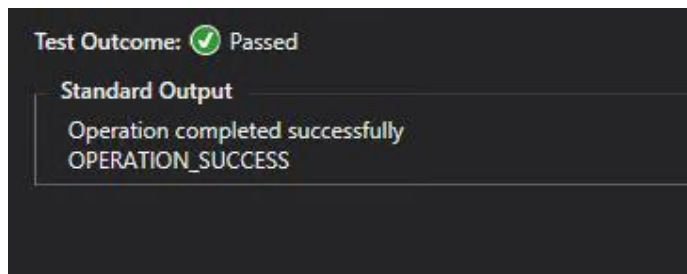 Test Outcome: Passed
Standard Output
Operation completed successfully
OPERATION_SUCCESS